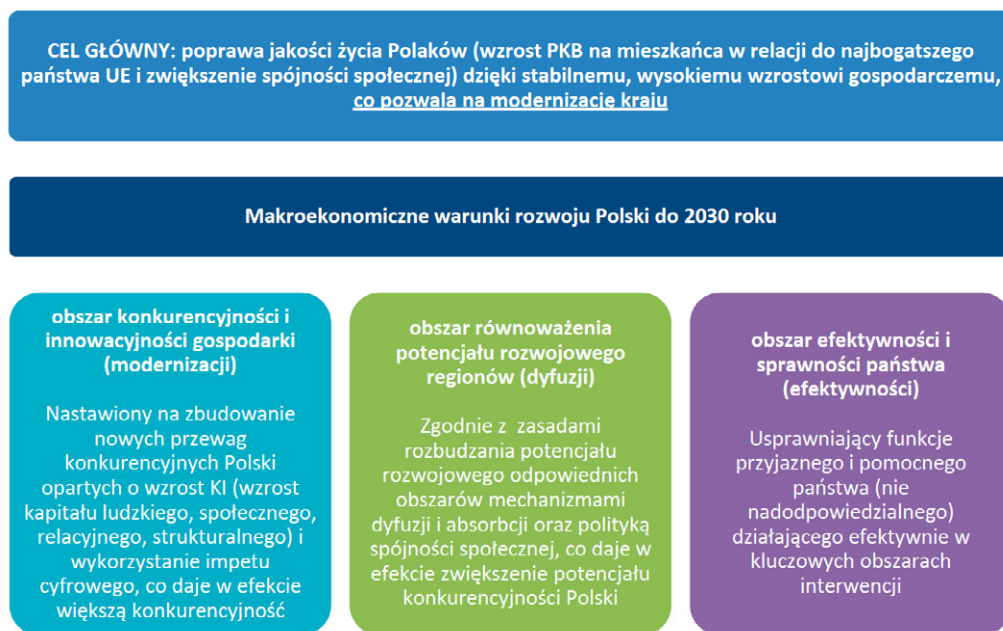 CEL GŁÓWNY: poprawa jakości życia Polaków (wzrost PKB na mieszkańca w relacji do najbogatszego
państwa UE i zwiększenie spójności społecznej) dzięki stabilnemu, wysokiemu wzrostowi gospodarczemu,
co pozwala na modernizację kraju
Makroekonomiczne warunki rozwoju Polski do 2030 roku
obszar konkurencyjności i
innowacyjności gospodarki
(modernizacji)
Nastawiony na zbudowanie
nowych przewag
konkurencyjnych Polski
opartych o wzrost KI (wzrost
kapitału ludzkiego, społecznego,
relacyjnego, strukturalnego) i
wykorzystanie impetu
cyfrowego, co daje w efekcie
większą konkurencyjność
obszar równoważenia
potencjału rozwojowego
regionów (dyfuzji)
Zgodnie z zasadami
rozbudzania potencjału
rozwojowego odpowiednich
obszarów mechanizmami
dyfuzji i absorbcji oraz polityką
spójności społecznej, co daje w
efekcie zwiększenie potencjału
konkurencyjności Polski
obszar efektywności i
sprawności państwa
(efektywności)
Usprawniający funkcje
przyjaznego i pomocnego
państwa (nie
nadodpowiedzialnego)
działającego efektywnie w
kluczowych obszarach
interwencji